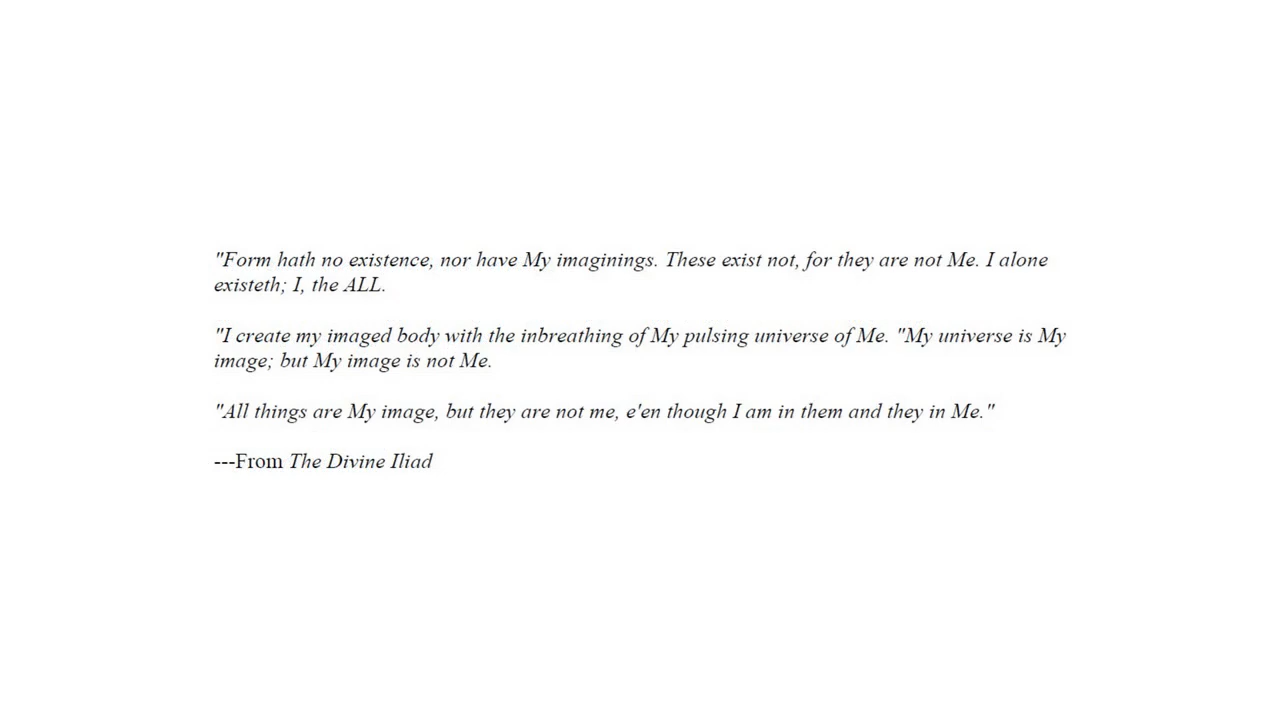 "Form hath no existence, nor have My imaginings. These exist not, for they are not Me. I alone
existeth; I, the ALL.
"I create my imaged body with the inbreathing of My pulsing universe of Me. "My universe is My
image; but My image is not Me.
"All things are My image, but they are not me, e'en though I am in them and they in Me."
---From The Divine Iliad